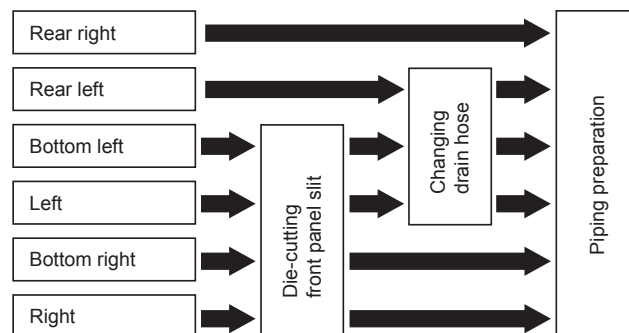 Rear right
Rear left
Bottom left
Left
Bottom right
Right
Die-cutting
front panel slit
Changing
drain hose
Piping preparation